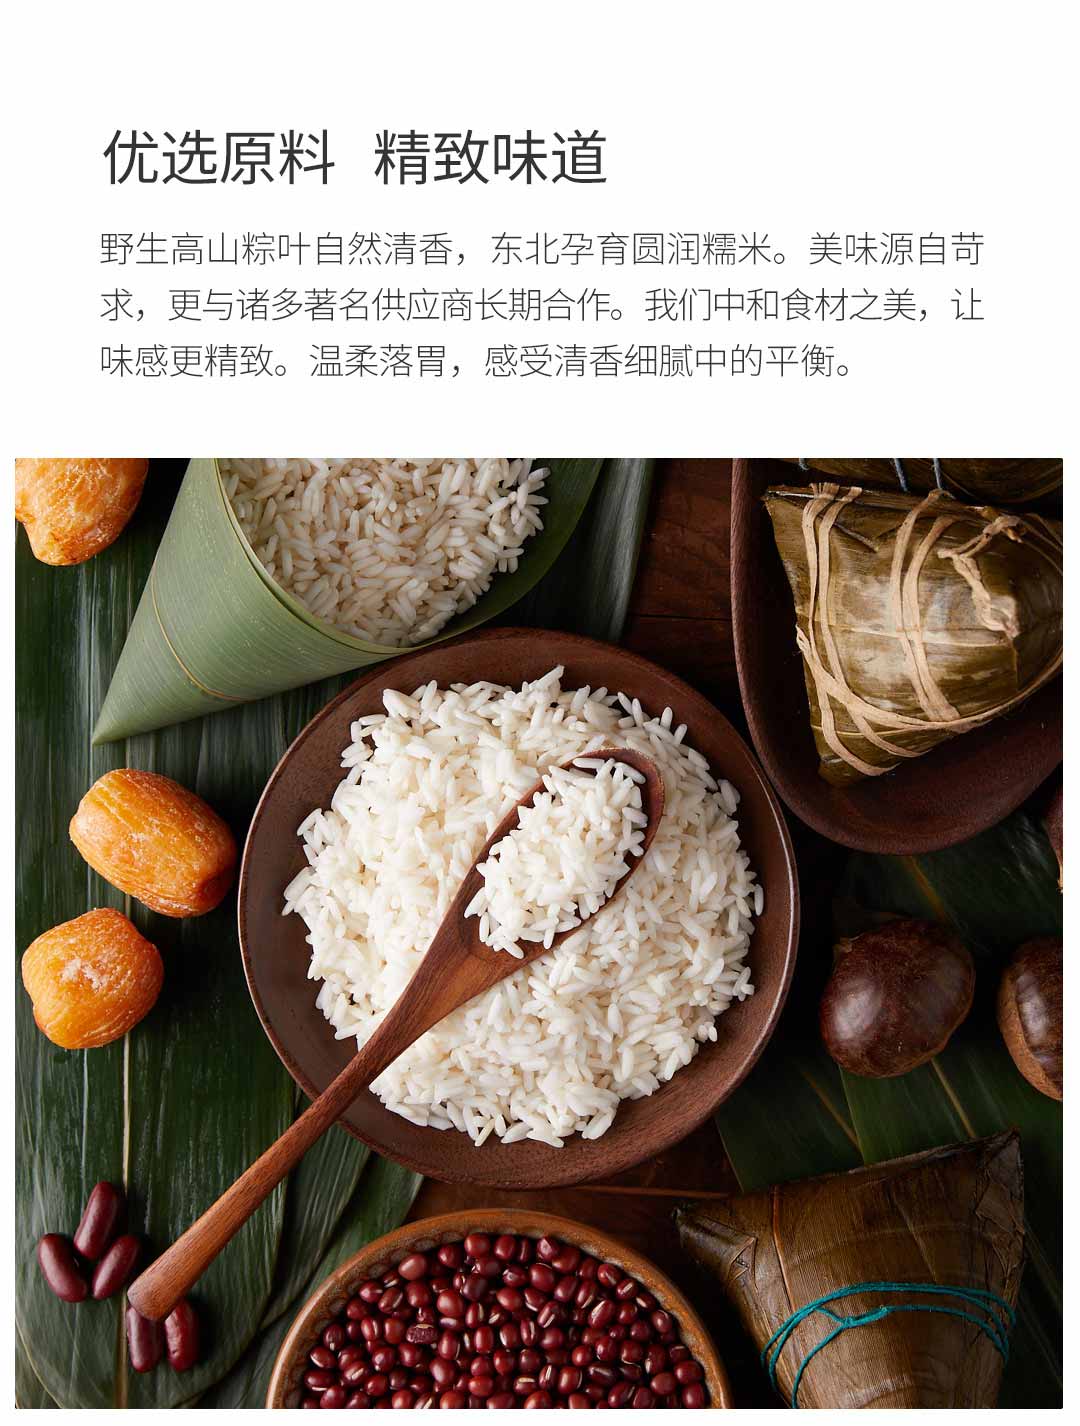 优选原料 精致味道
野生高山粽叶自然清香，东北孕育圆润糯米。美味源自苛
求，更与诸多著名供应商长期合作。我们中和食材之美，让
味感更精致。温柔落胃，感受清香细腻中的平衡。